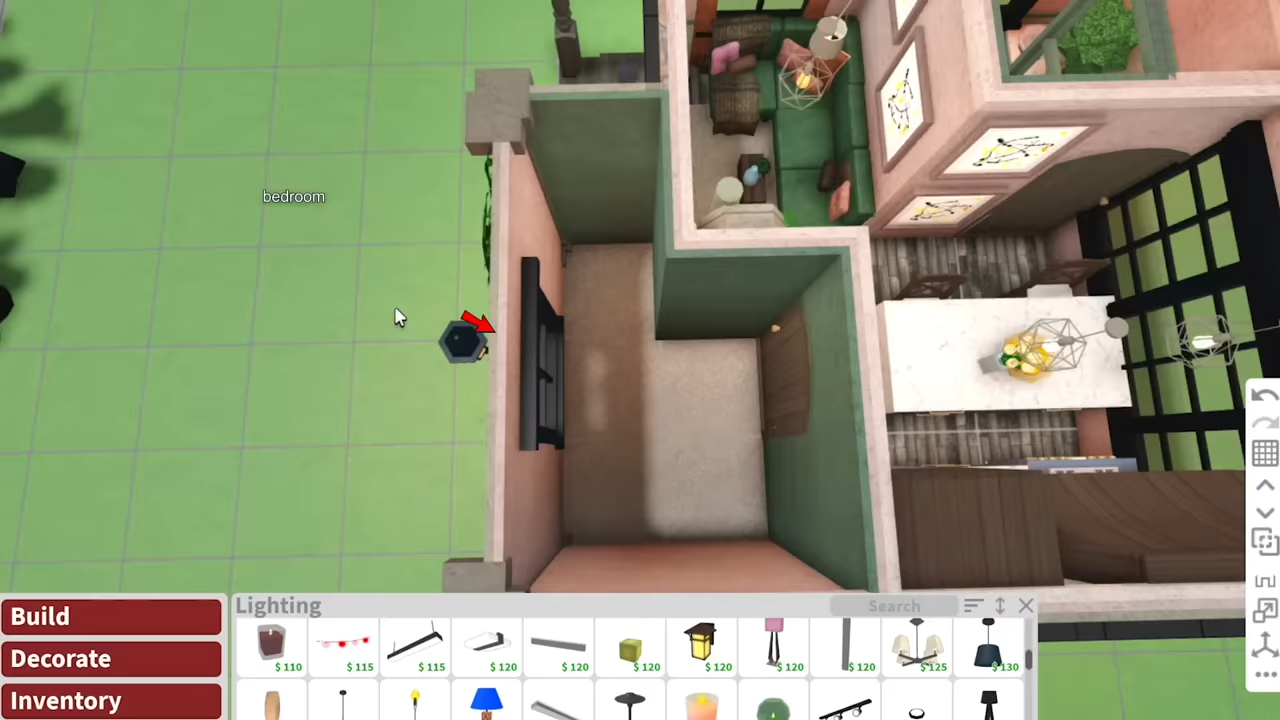 bedroom
Build
Decorate
Inventory
Lighting
Search
$ 110
$ 115
$ 115
$ 120
$ 120
$ 120
$ 120
$ 120
$ 120
$ 125
$ 130